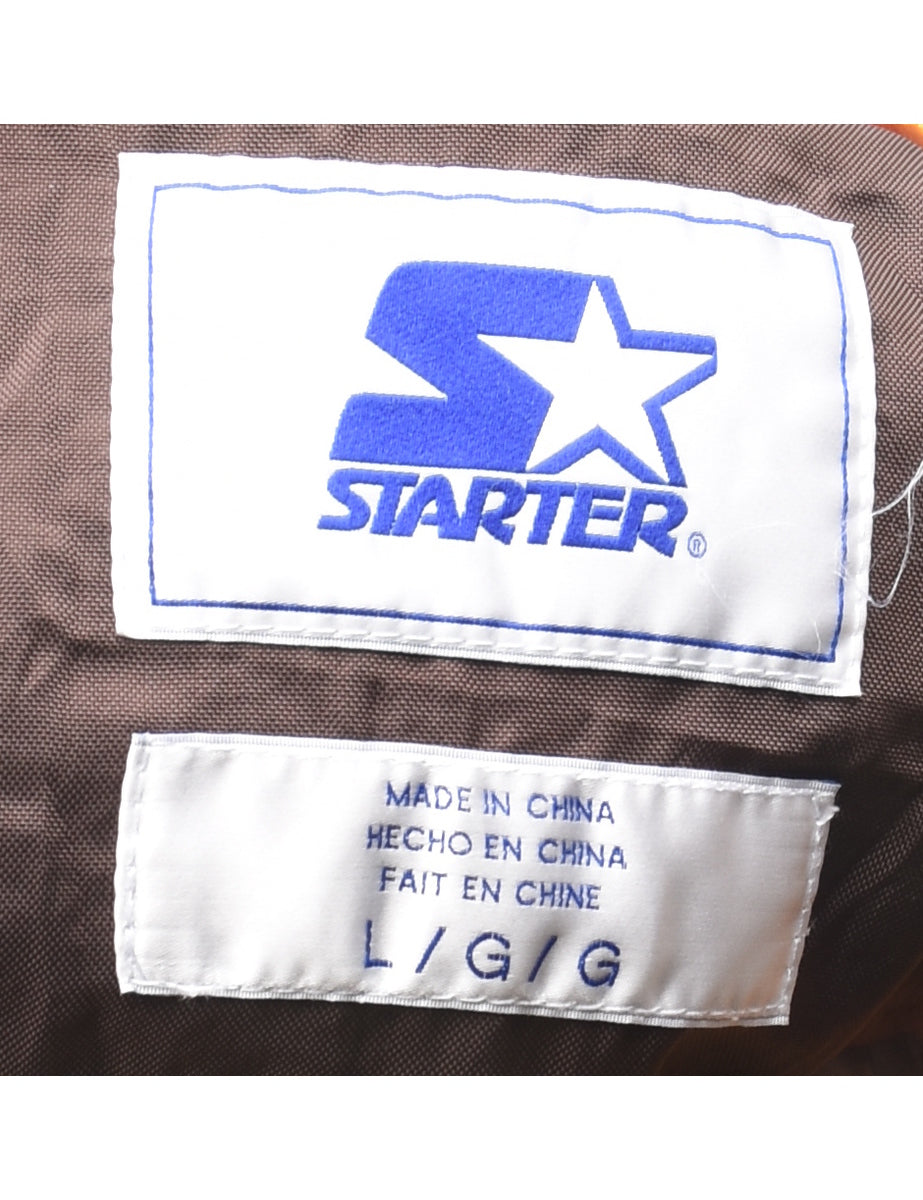 STARTER®
MADE IN CHINA
HECHO EN CHINA
FAIT EN CHINE
L / G / G